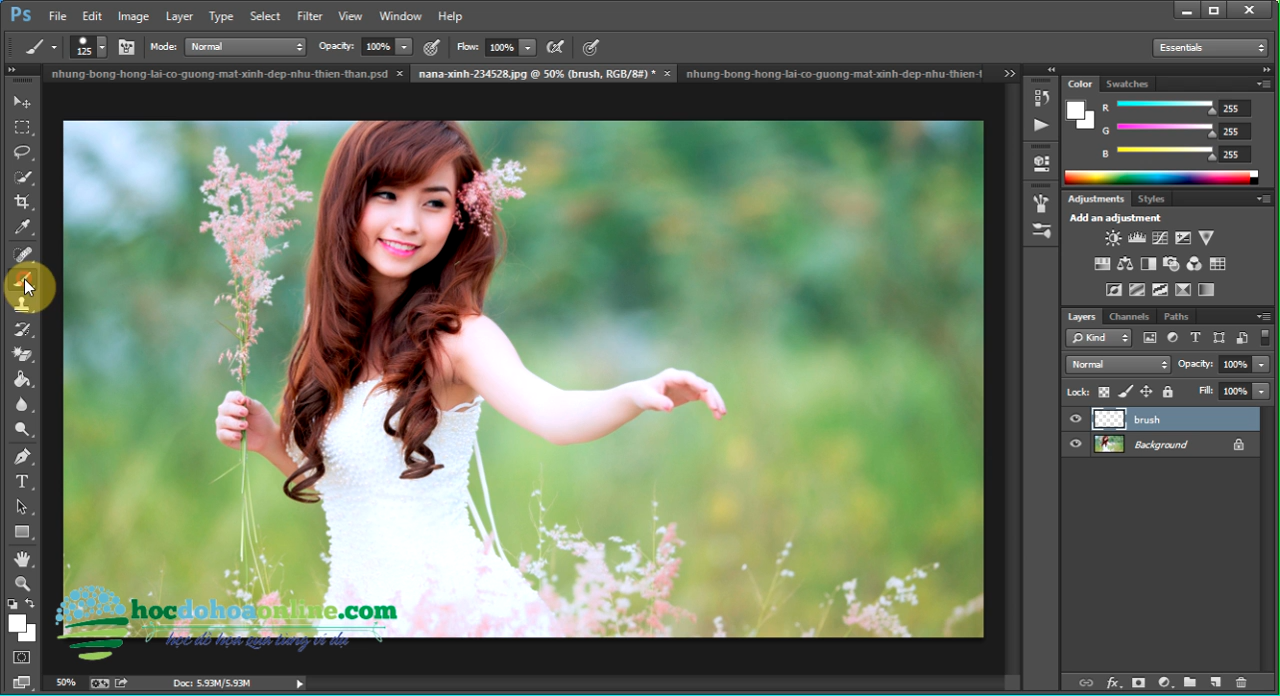 Ps File Edit Image Layer Type Select Filter View Window Help
125 Mode: Normal Opacity: 100% Flow: 100% Essentials
nhung-bong-hong-lai-co-guong-mat-xinh-dep-nhu-thien-than.psd × nana-xinh-234528.jpg @ 50% (brush, RGB/8#) * × nhung-bong-hong-lai-co-guong-mat-xinh-dep-nhu-thien-t
Color Swatches
R 255
G 255
B 255
Adjustments Styles
Add an adjustment
Layers Channels Paths
Kind
Normal Opacity: 100%
Lock: Fill: 100%
brush
Background
hocdohoaonline.com
học đồ họa qua từng ví dụ
50% Doc: 5.93M/5.93M